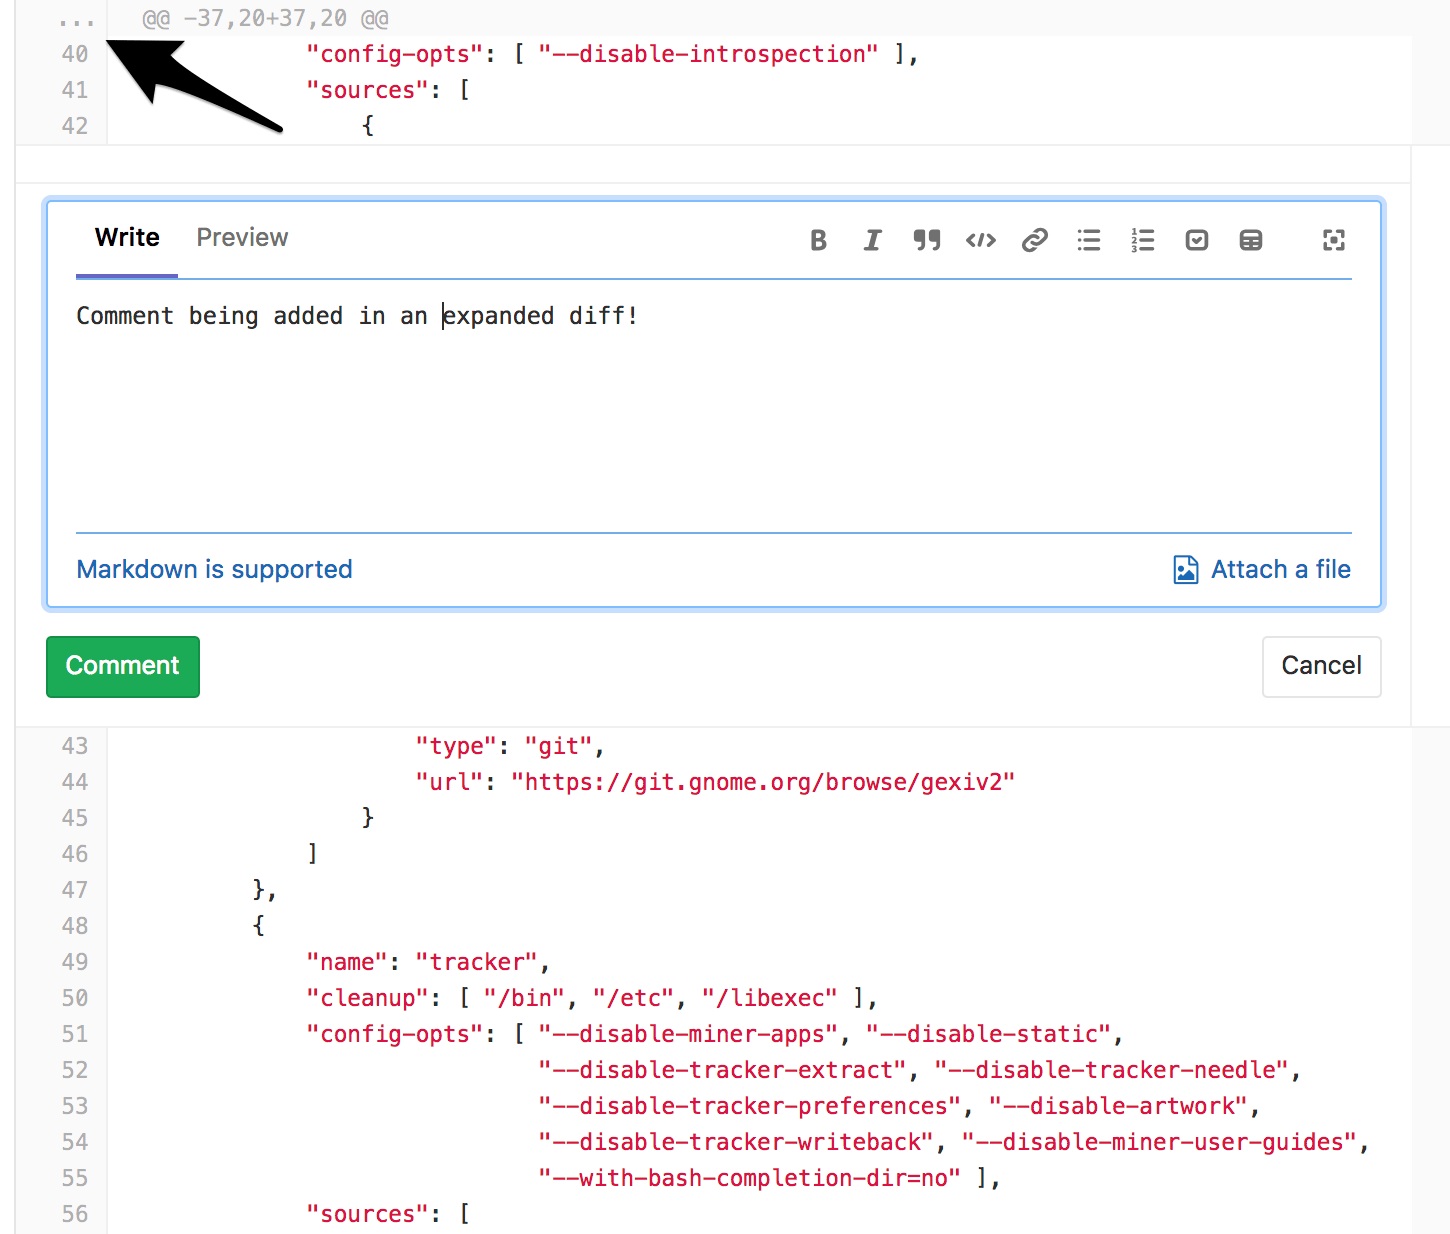 ... @@ -37,20+37,20 @@
40 "config-opts": [ "--disable-introspection" ],
41 "sources": [
42 {
Write Preview
Comment being added in an expanded diff!
Markdown is supported Attach a file
Comment Cancel
43 "type": "git",
44 "url": "https://git.gnome.org/browse/gexiv2"
45 }
46 ]
47 },
48 {
49 "name": "tracker",
50 "cleanup": [ "/bin", "/etc", "/libexec" ],
51 "config-opts": [ "--disable-miner-apps", "--disable-static",
52 "--disable-tracker-extract", "--disable-tracker-needle",
53 "--disable-tracker-preferences", "--disable-artwork",
54 "--disable-tracker-writeback", "--disable-miner-user-guides",
55 "--with-bash-completion-dir=no" ],
56 "sources": [